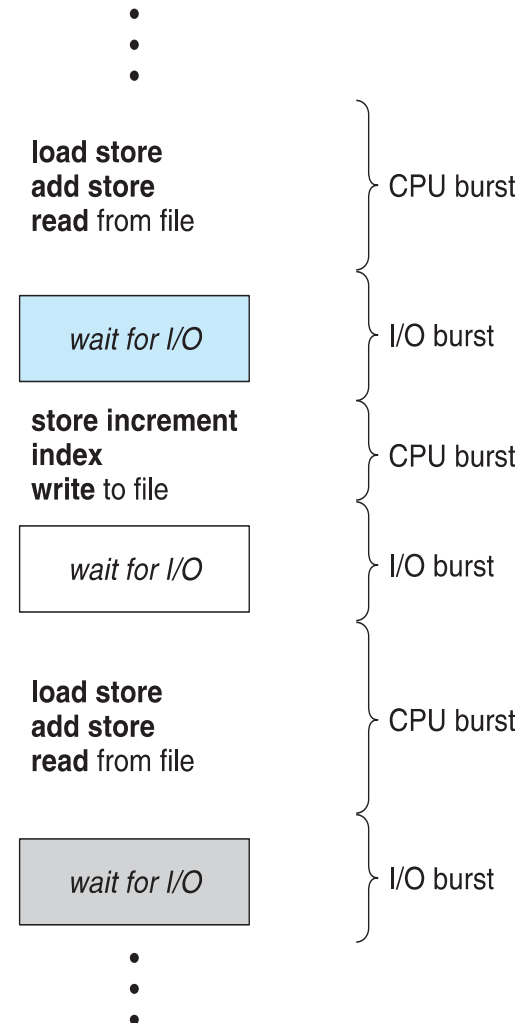 load store
add store
read from file
CPU burst
wait for I/O
I/O burst
store increment
index
write to file
CPU burst
wait for I/O
I/O burst
load store
add store
read from file
CPU burst
wait for I/O
I/O burst